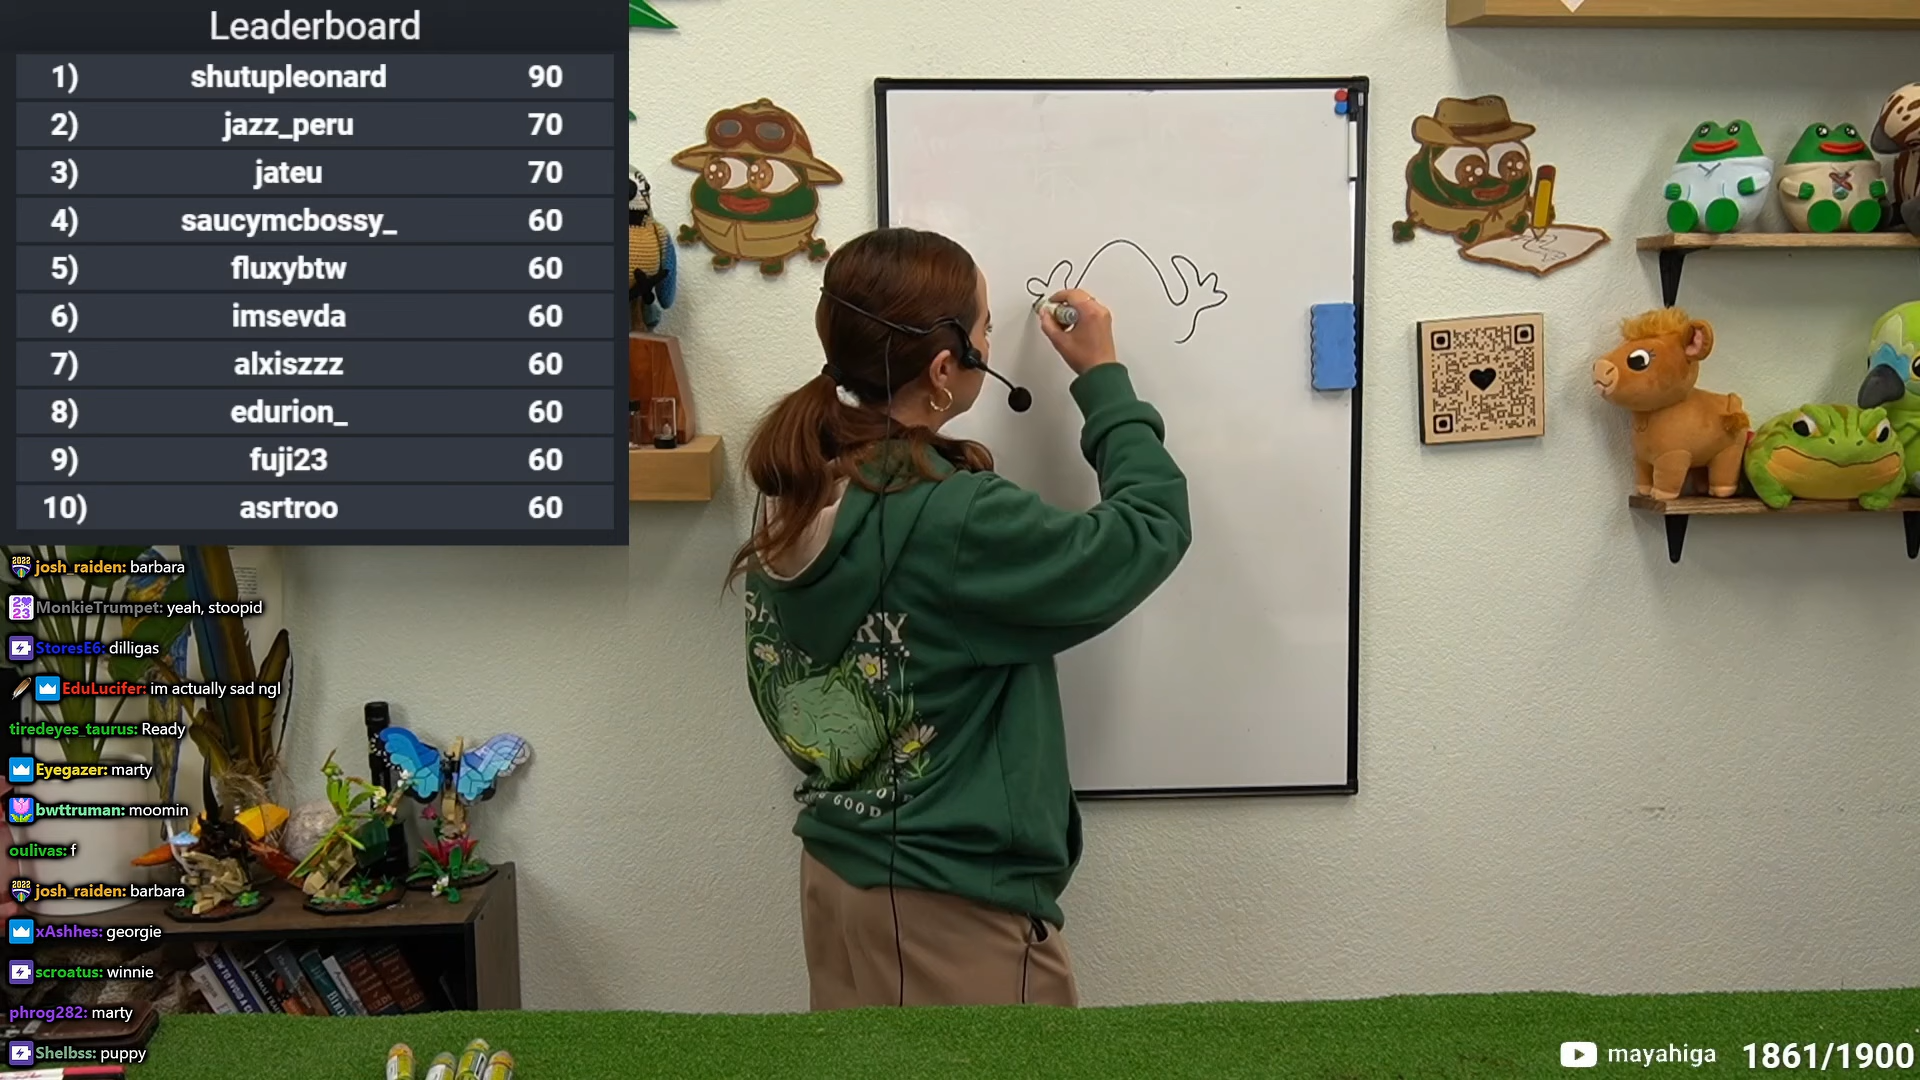 Leaderboard
1) shutupleonard 90
2) jazz_peru 70
3) jateu 70
4) saucymcbossy_ 60
5) fluxybtw 60
6) imsevda 60
7) alxiszzz 60
8) edurion_ 60
9) fuji23 60
10) asrtroo 60
josh_raiden: barbara
MonkieTrumpet: yeah, stoopid
StoresE6: dilligas
EduLucifer: im actually sad ngl
tiredeyes_taurus: Ready
Eyegazer: marty
bwttruman: moomin
oulivas: f
josh_raiden: barbara
xAshhes: georgie
scroatus: winnie
phrog282: marty
Shelbss: puppy
GOOD
mayahiga 1861/1900